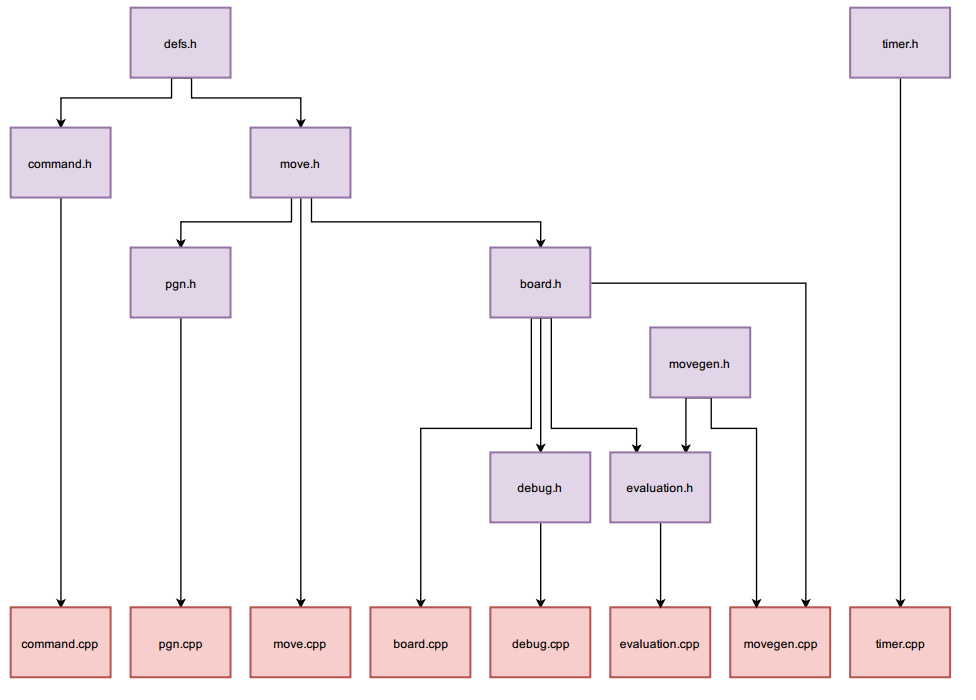 defs.h
timer.h
command.h
move.h
pgn.h
board.h
movegen.h
debug.h
evaluation.h
command.cpp
pgn.cpp
move.cpp
board.cpp
debug.cpp
evaluation.cpp
movegen.cpp
timer.cpp